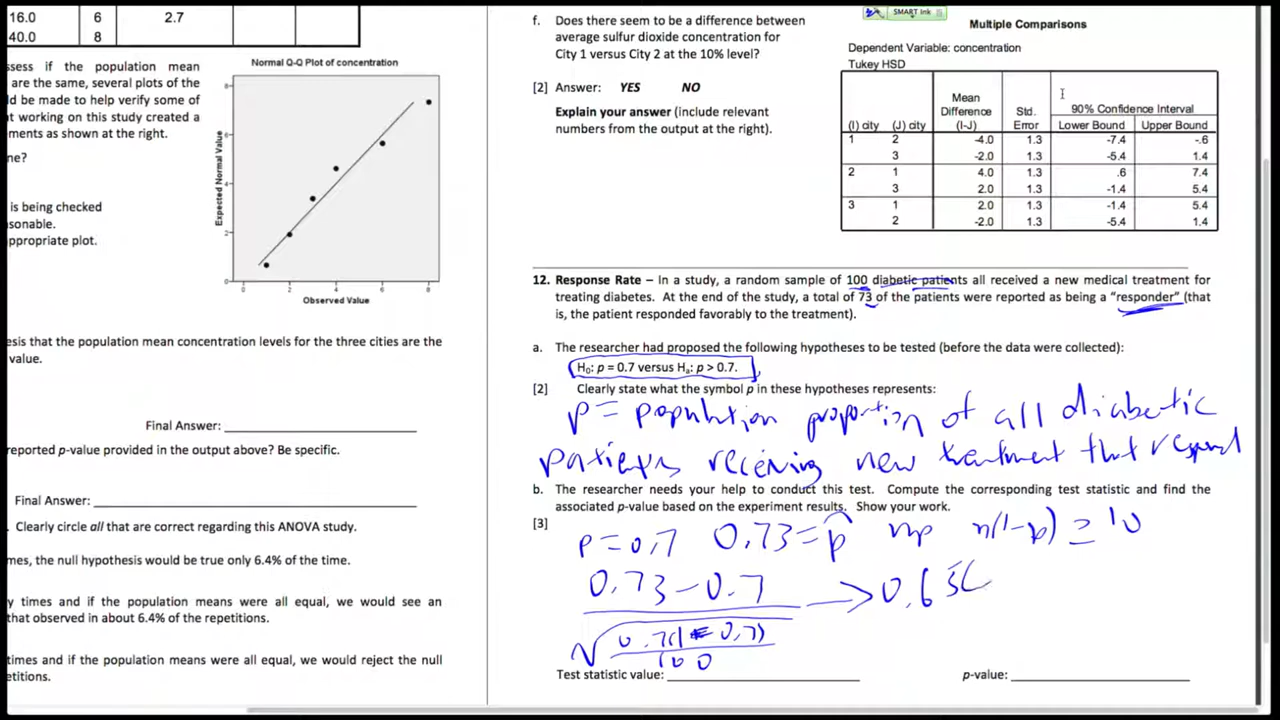 16.0 6 2.7
40.0 8
ssess if the population mean
are the same, several plots of the
ld be made to help verify some of
t working on this study created a
ments as shown at the right.
ne?
is being checked
sonable.
ppropriate plot.
Normal Q-Q Plot of concentration
Expected Normal Value
8
6
4
2
0
0 2 4 6 8
Observed Value
esis that the population mean concentration levels for the three cities are the
value.
Final Answer:
reported p-value provided in the output above? Be specific.
Final Answer:
. Clearly circle all that are correct regarding this ANOVA study.
mes, the null hypothesis would be true only 6.4% of the time.
y times and if the population means were all equal, we would see an
that observed in about 6.4% of the repetitions.
times and if the population means were all equal, we would reject the null
etitions.
f. Does there seem to be a difference between
average sulfur dioxide concentration for
City 1 versus City 2 at the 10% level?
[2] Answer: YES NO
Explain your answer (include relevant
numbers from the output at the right).
SMART Ink
Multiple Comparisons
Dependent Variable: concentration
Tukey HSD
Mean
Difference Std. 90% Confidence Interval
(I) city (J) city (I-J) Error Lower Bound Upper Bound
1 2 -4.0 1.3 -7.4 -.6
3 -2.0 1.3 -5.4 1.4
2 1 4.0 1.3 .6 7.4
3 2.0 1.3 -1.4 5.4
3 1 2.0 1.3 -1.4 5.4
2 -2.0 1.3 -5.4 1.4
12. Response Rate – In a study, a random sample of 100 diabetic patients all received a new medical treatment for
treating diabetes. At the end of the study, a total of 73 of the patients were reported as being a “responder” (that
is, the patient responded favorably to the treatment).
a. The researcher had proposed the following hypotheses to be tested (before the data were collected):
H₀: p = 0.7 versus Hₐ: p > 0.7.
[2] Clearly state what the symbol p in these hypotheses represents:
p = population proportion of all diabetic
patients receiving new treatment that respond
b. The researcher needs your help to conduct this test. Compute the corresponding test statistic and find the
associated p-value based on the experiment results. Show your work.
[3]
p=0.7 0.73=p̂ np n(1-p) ≥ 10
0.73-0.7 → 0.65
100
Test statistic value: p-value: